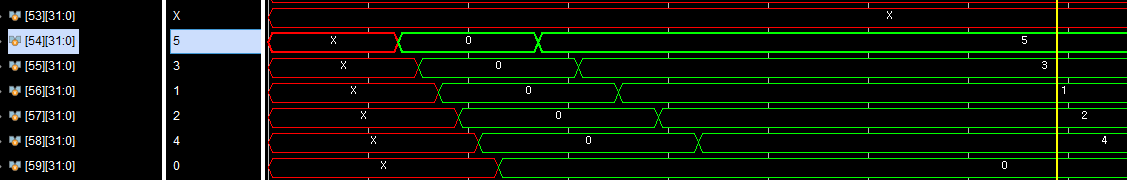 [53][31:0] X X
[54][31:0] 5 X 0 5
[55][31:0] 3 X 0 3
[56][31:0] 1 X 0 1
[57][31:0] 2 X 0 2
[58][31:0] 4 X 0 4
[59][31:0] 0 X 0